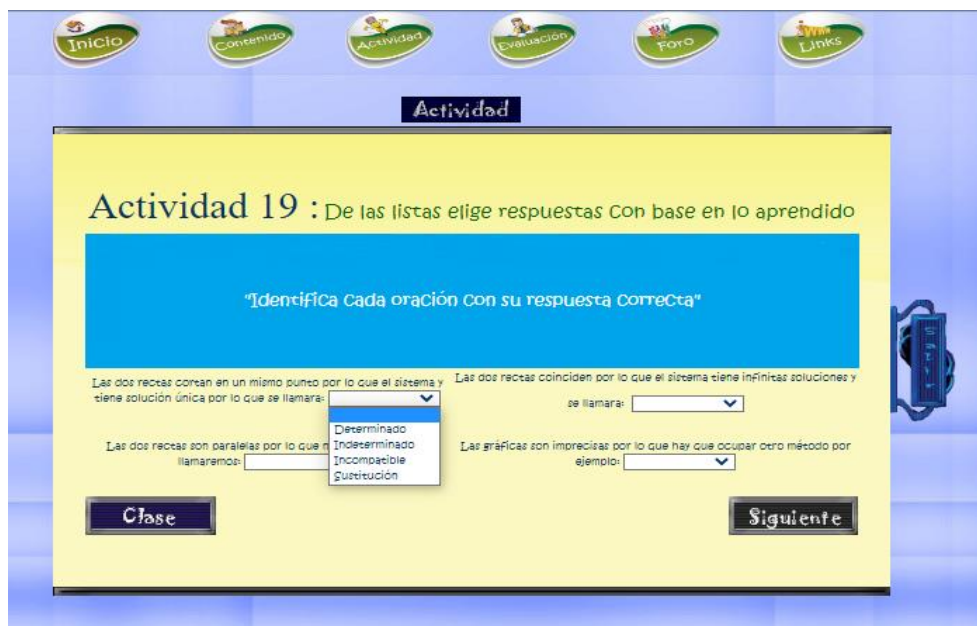 Inicio
Contenido
Actividad
Evaluación
Foro
Links
Actividad
Actividad 19 : De las listas elige respuestas con base en lo aprendido
"Identifica cada oración con su respuesta correcta"
Las dos rectas cortan en un mismo punto por lo que el sistema y
tiene solución única por lo que se llamara:
Determinado
Indeterminado
Incompatible
Sustitución
Las dos rectas coinciden por lo que el sistema tiene infinitas soluciones y
se llamara:
Las dos rectas son paralelas por lo que
llamaremos:
Las gráficas son imprecisas por lo que hay que ocupar otro método por
ejemplo:
Clase
Siguiente
Salir